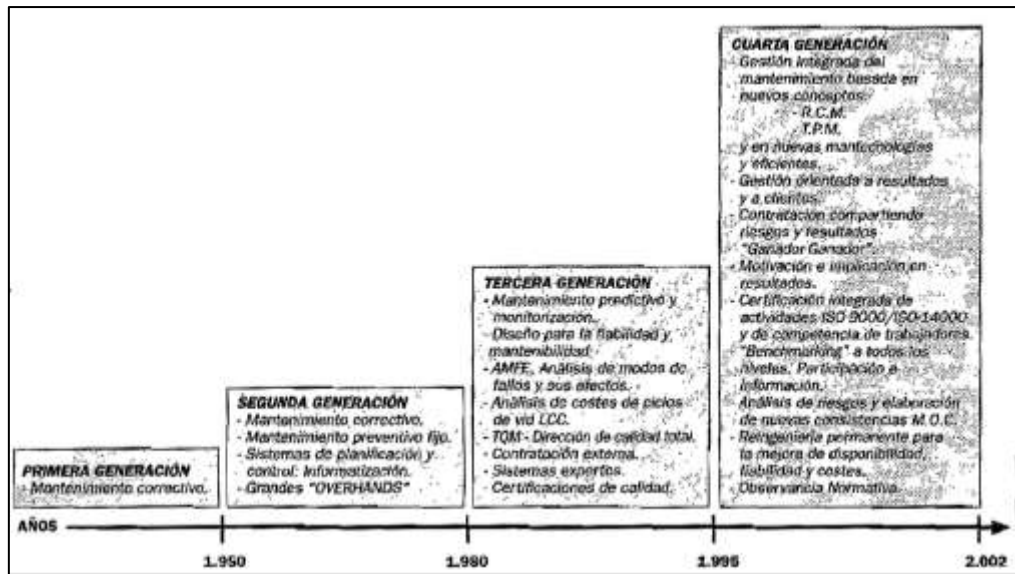 PRIMERA GENERACIÓN
- Mantenimiento correctivo.
SEGUNDA GENERACIÓN
- Mantenimiento correctivo.
- Mantenimiento preventivo fijo.
- Sistemas de planificación y
control: Informatización.
- Grandes "OVERHANDS"
TERCERA GENERACIÓN
- Mantenimiento predictivo y
monitorización.
Diseño para la fiabilidad y
mantenibilidad
- AMFE, Análisis de modos de
fallos y sus efectos.
- Análisis de costes de ciclos
de vid LCC.
- TQM - Dirección de calidad total.
- Contratación externa.
- Sistemas expertos.
- Certificaciones de calidad.
CUARTA GENERACIÓN
- Gestión integrada del
mantenimiento basada en
nuevos conceptos.
- R.C.M.
- T.P.M.
y en nuevas mantecnologías
y eficientes.
- Gestión orientada a resultados
y a clientes.
- Contratación compartiendo
riesgos y resultados
"Ganador Ganador".
- Motivación e implicación en
resultados.
- Certificación integrada de
actividades ISO 9000/ISO-14000
y de competencia de trabajadores.
- "Benchmarking" a todos los
niveles. Participación e
información.
- Análisis de riesgos y elaboración
de nuevas consistencias M.O.C.
- Reingeniería permanente para
la mejora de disponibilidad,
fiabilidad y costes.
- Observancia Normativa.
AÑOS
1.950
1.980
1.995
2.002